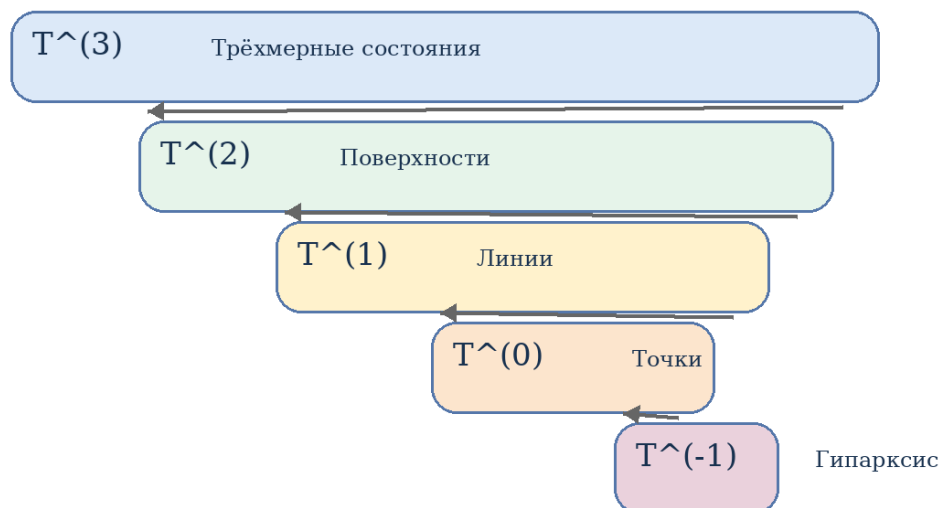 T^(3) Трёхмерные состояния
T^(2) Поверхности
T^(1) Линии
T^(0) Точки
T^(-1) Гипарксис